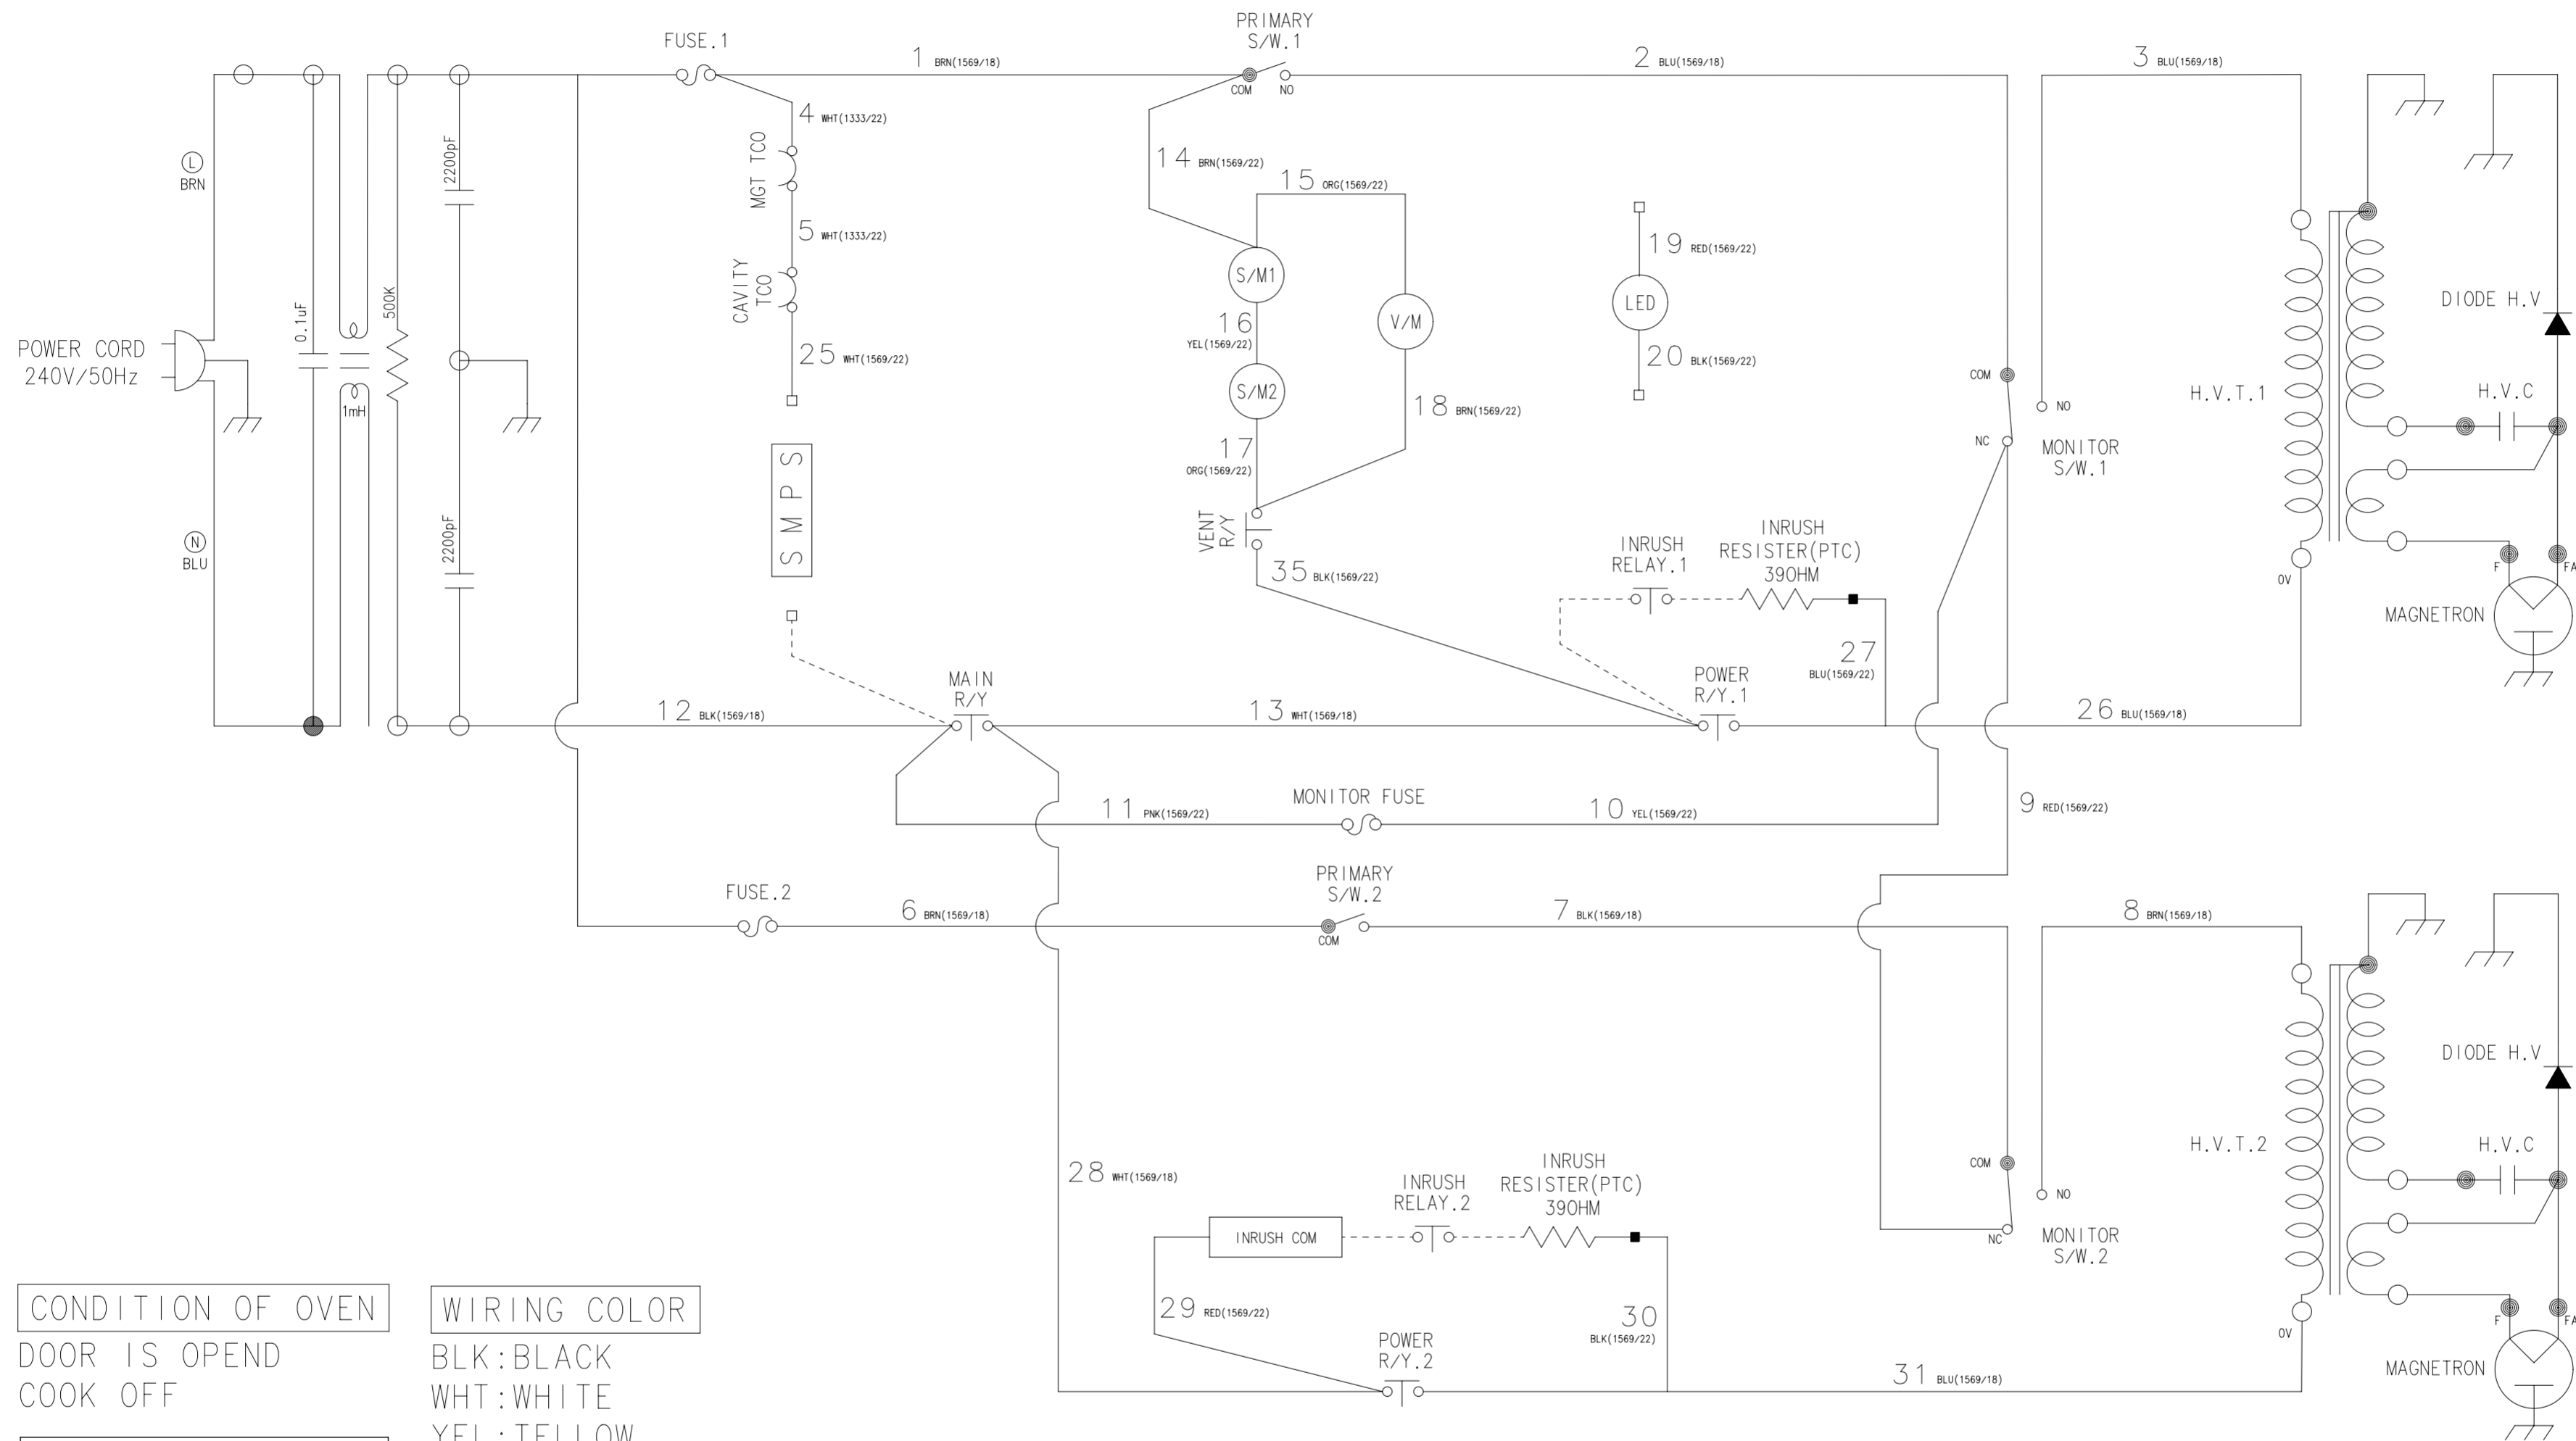 PRIMARY
S/W.1
FUSE.1
1 BRN(1569/18)
2 BLU(1569/18)
3 BLU(1569/18)
COM
NO
4 WHT(1333/22)
L
BRN
2200pF
MGT TCO
14 BRN(1569/22)
15 ORG(1569/22)
5 WHT(1333/22)
19 RED(1569/22)
CAVITY
TCO
S/M1
LED
DIODE H.V
0.1uF
500K
V/M
16
YEL(1569/22)
POWER CORD
240V/50Hz
25 WHT(1569/22)
20 BLK(1569/22)
COM
S/M2
H.V.T.1
H.V.C
1mH
18 BRN(1569/22)
NO
NC
MONITOR
S/W.1
17
ORG(1569/22)
SMPS
VENT
R/Y
INRUSH
RESISTER(PTC)
39OHM
INRUSH
RELAY.1
N
BLU
2200pF
35 BLK(1569/22)
F
FA
0V
MAGNETRON
27
BLU(1569/22)
MAIN
R/Y
POWER
R/Y.1
12 BLK(1569/18)
13 WHT(1569/18)
26 BLU(1569/18)
MONITOR FUSE
11 PNK(1569/22)
10 YEL(1569/22)
9 RED(1569/22)
PRIMARY
S/W.2
FUSE.2
6 BRN(1569/18)
7 BLK(1569/18)
8 BRN(1569/18)
COM
DIODE H.V
H.V.T.2
H.V.C
28 WHT(1569/18)
INRUSH
RESISTER(PTC)
39OHM
INRUSH
RELAY.2
COM
NO
INRUSH COM
NC
MONITOR
S/W.2
29 RED(1569/22)
30
BLK(1569/22)
F
FA
0V
POWER
R/Y.2
31 BLU(1569/18)
MAGNETRON
CONDITION OF OVEN
DOOR IS OPEND
COOK OFF
WIRING COLOR
BLK:BLACK
WHT:WHITE
YEL:TELLOW